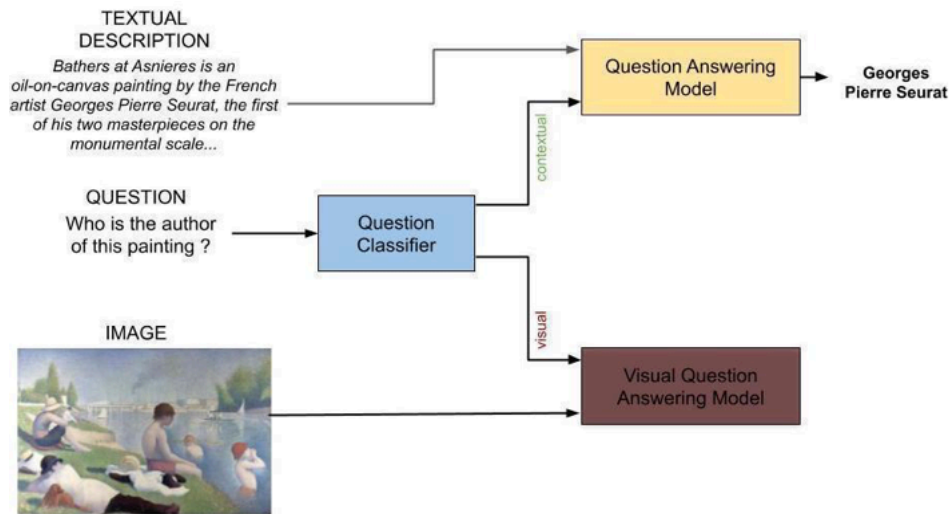 TEXTUAL
DESCRIPTION
Bathers at Asnieres is an
oil-on-canvas painting by the French
artist Georges Pierre Seurat, the first
of his two masterpieces on the
monumental scale...
Question Answering
Model
Georges
Pierre Seurat
contextual
QUESTION
Who is the author
of this painting ?
Question
Classifier
visual
IMAGE
Visual Question
Answering Model